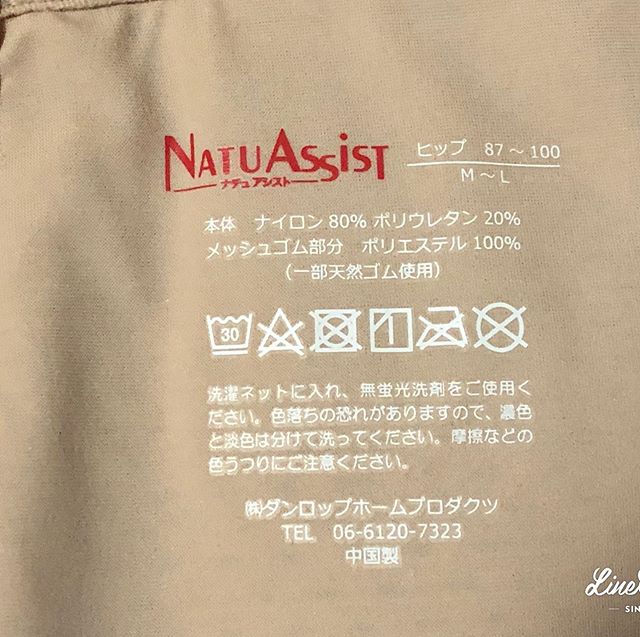 NATUASSIST
ナチュアシスト
ヒップ 87～100
M～L
本体 ナイロン 80% ポリウレタン 20%
メッシュゴム部分 ポリエステル 100%
（一部天然ゴム使用）
30
洗濯ネットに入れ、無蛍光洗剤をご使用く
ださい。色落ちの恐れがありますので、濃色
と淡色は分けて洗ってください。摩擦などの
色うつりにご注意ください。
㈱ダンロップホームプロダクツ
TEL 06-6120-7323
中国製
Line
SIN